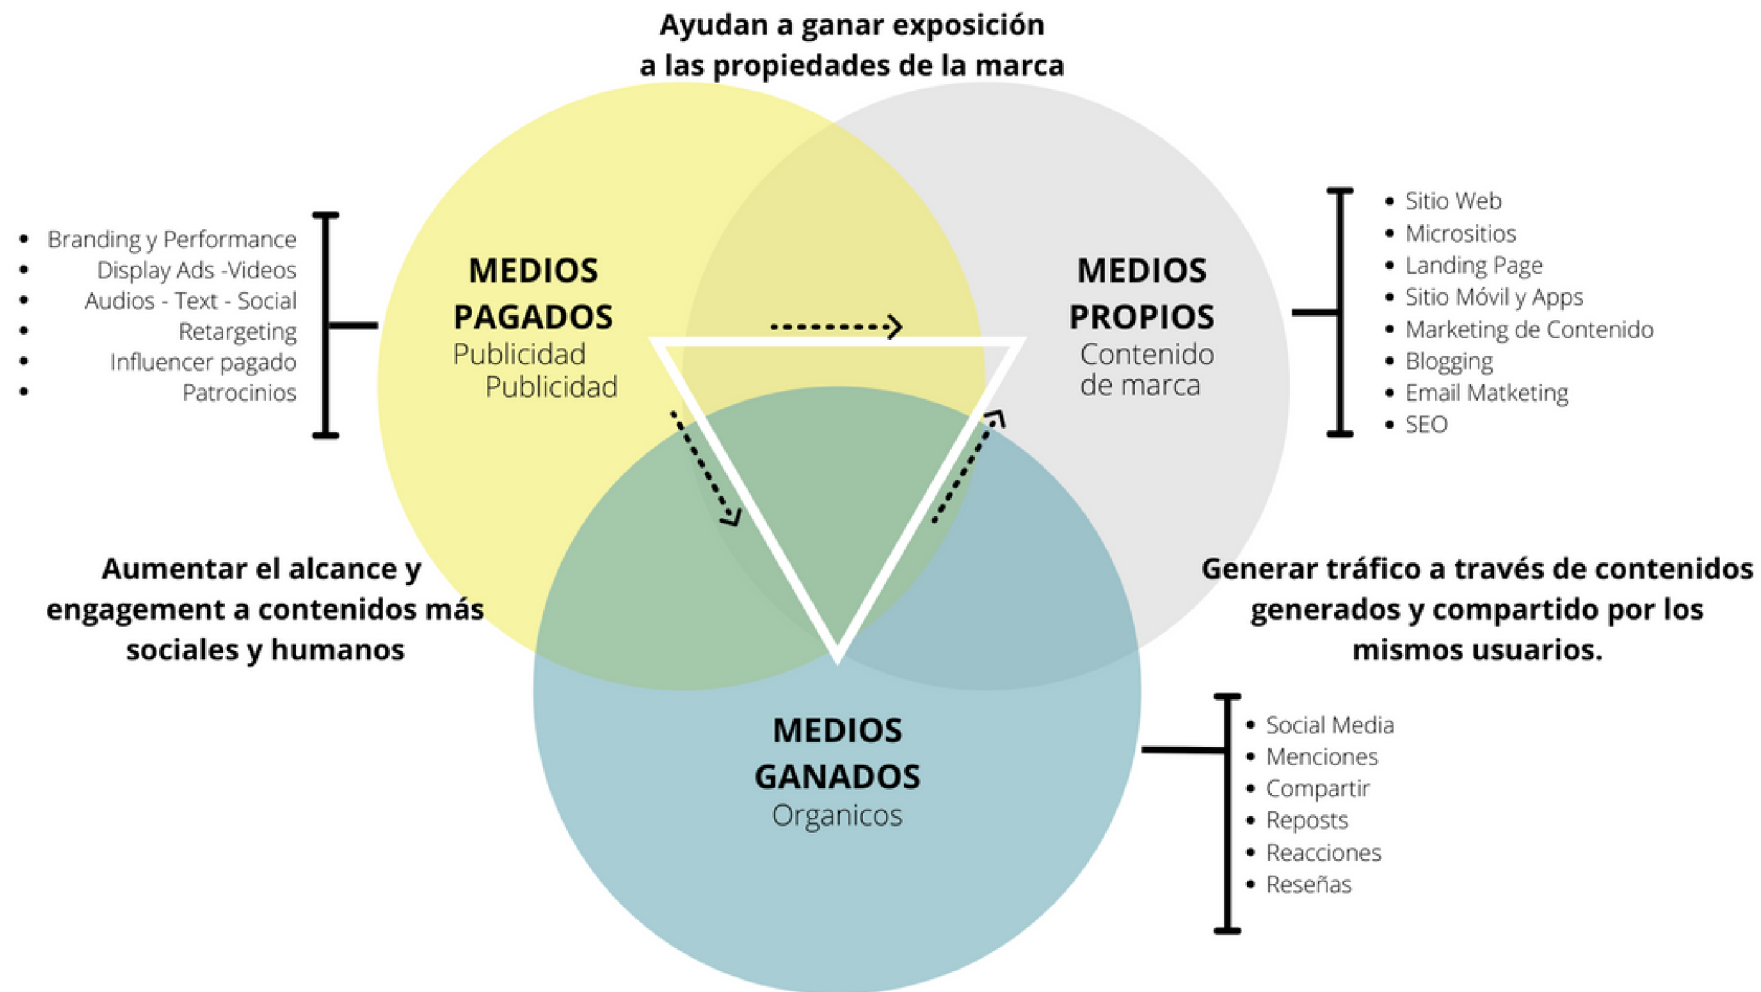 Ayudan a ganar exposición
a las propiedades de la marca
Branding y Performance
Display Ads -Videos
Audios - Text - Social
Retargeting
Influencer pagado
Patrocinios
MEDIOS
PAGADOS
Publicidad
Publicidad
MEDIOS
PROPIOS
Contenido
de marca
Sitio Web
Micrositios
Landing Page
Sitio Móvil y Apps
Marketing de Contenido
Blogging
Email Matketing
SEO
Aumentar el alcance y
engagement a contenidos más
sociales y humanos
Generar tráfico a través de contenidos
generados y compartido por los
mismos usuarios.
MEDIOS
GANADOS
Organicos
Social Media
Menciones
Compartir
Reposts
Reacciones
Reseñas